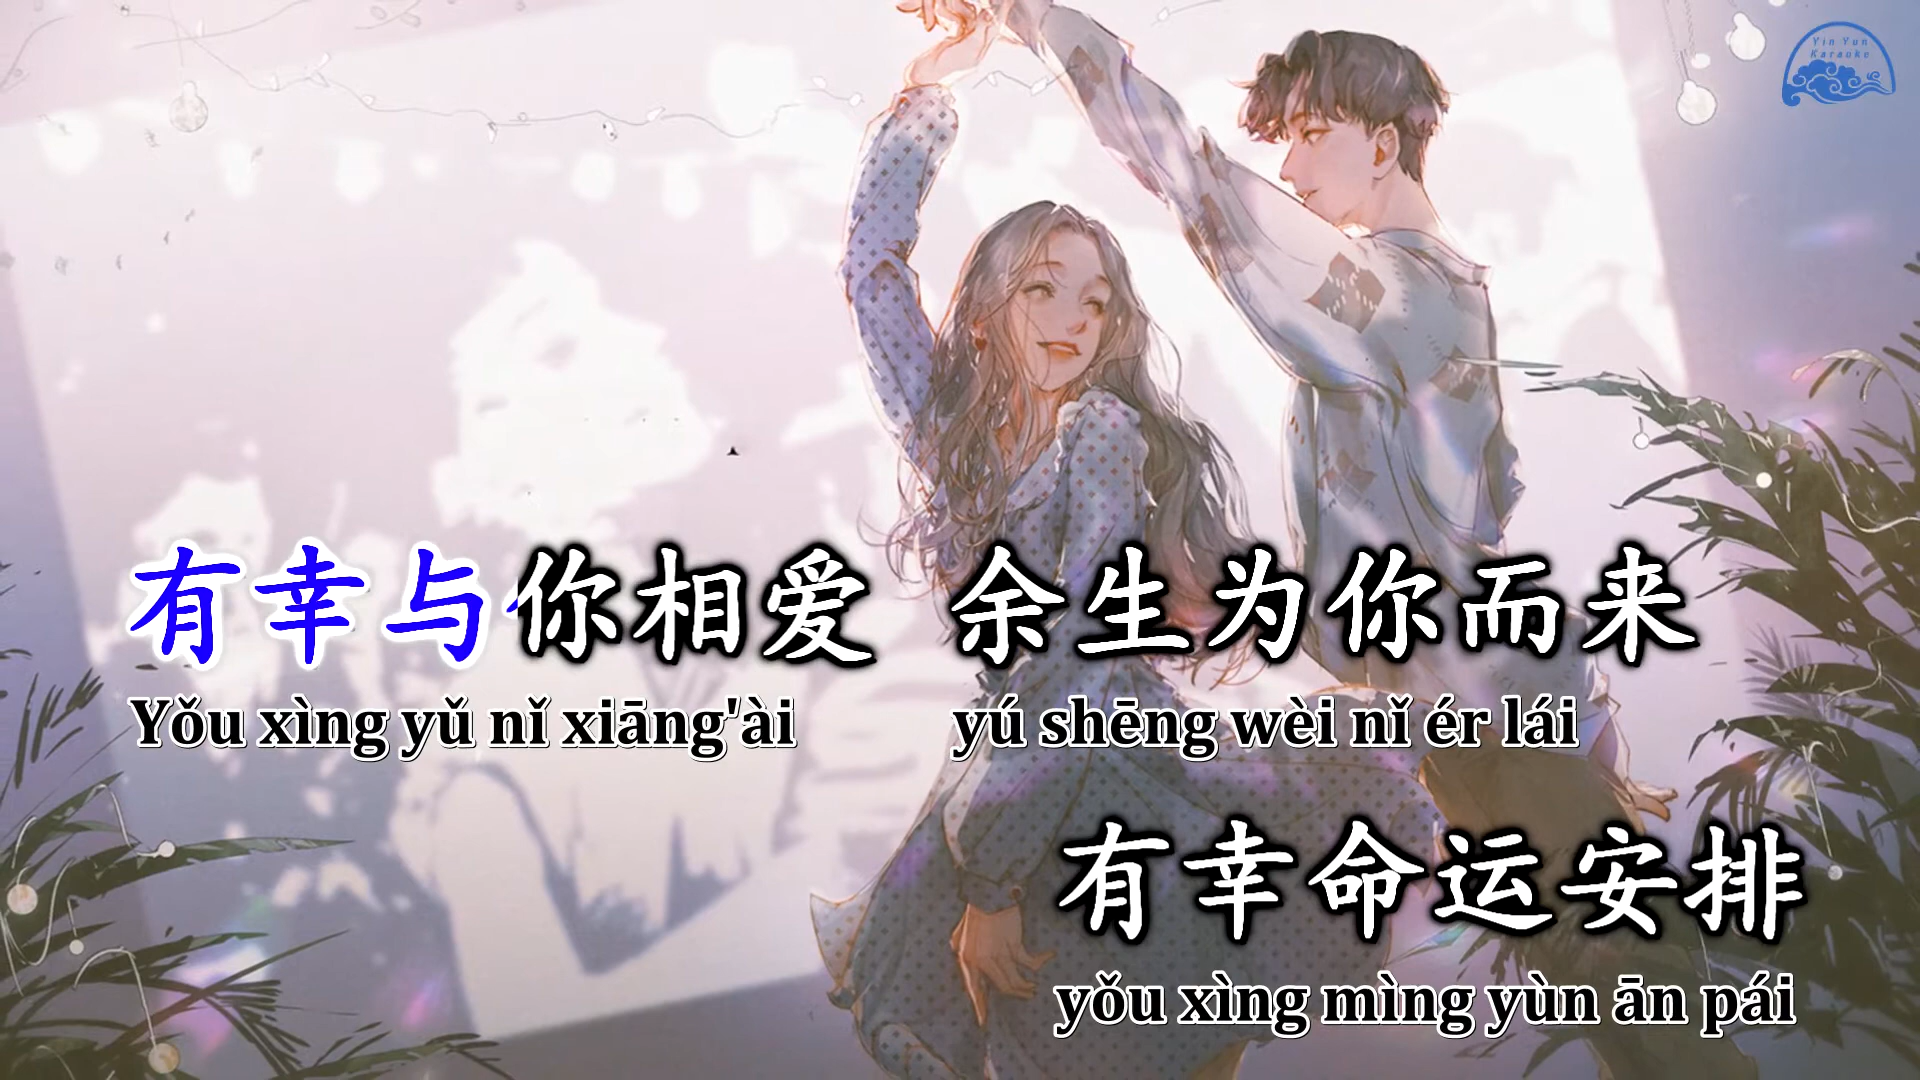 Yin Yun
Karaoke
有幸与你相爱 余生为你而来
Yǒu xìng yǔ nǐ xiāng'ài yú shēng wèi nǐ ér lái
有幸命运安排
yǒu xìng mìng yùn ān pái